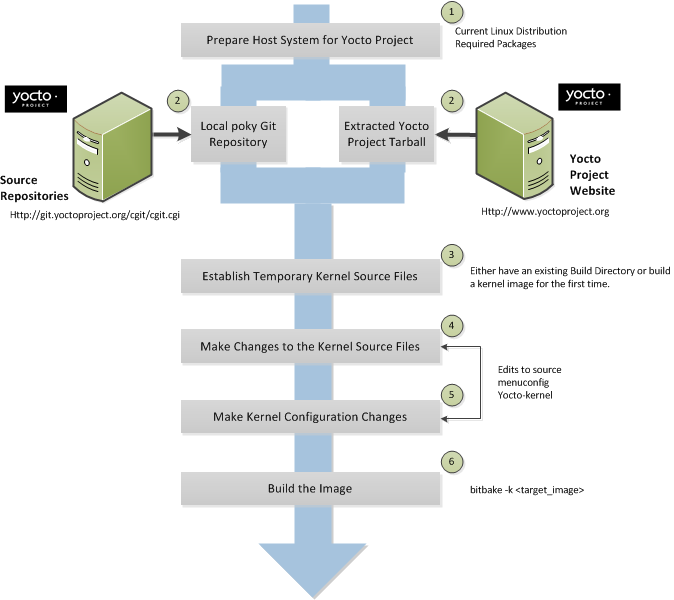 1
Prepare Host System for Yocto Project
Current Linux Distribution
Required Packages
yocto ·
PROJECT
2
Local poky Git
Repository
Source
Repositories
Http://git.yoctoproject.org/cgit/cgit.cgi
2
Extracted Yocto
Project Tarball
yocto ·
PROJECT
Yocto
Project
Website
Http://www.yoctoproject.org
3
Establish Temporary Kernel Source Files
Either have an existing Build Directory or build
a kernel image for the first time.
4
Make Changes to the Kernel Source Files
Edits to source
menuconfig
Yocto-kernel
5
Make Kernel Configuration Changes
6
Build the Image
bitbake -k <target_image>